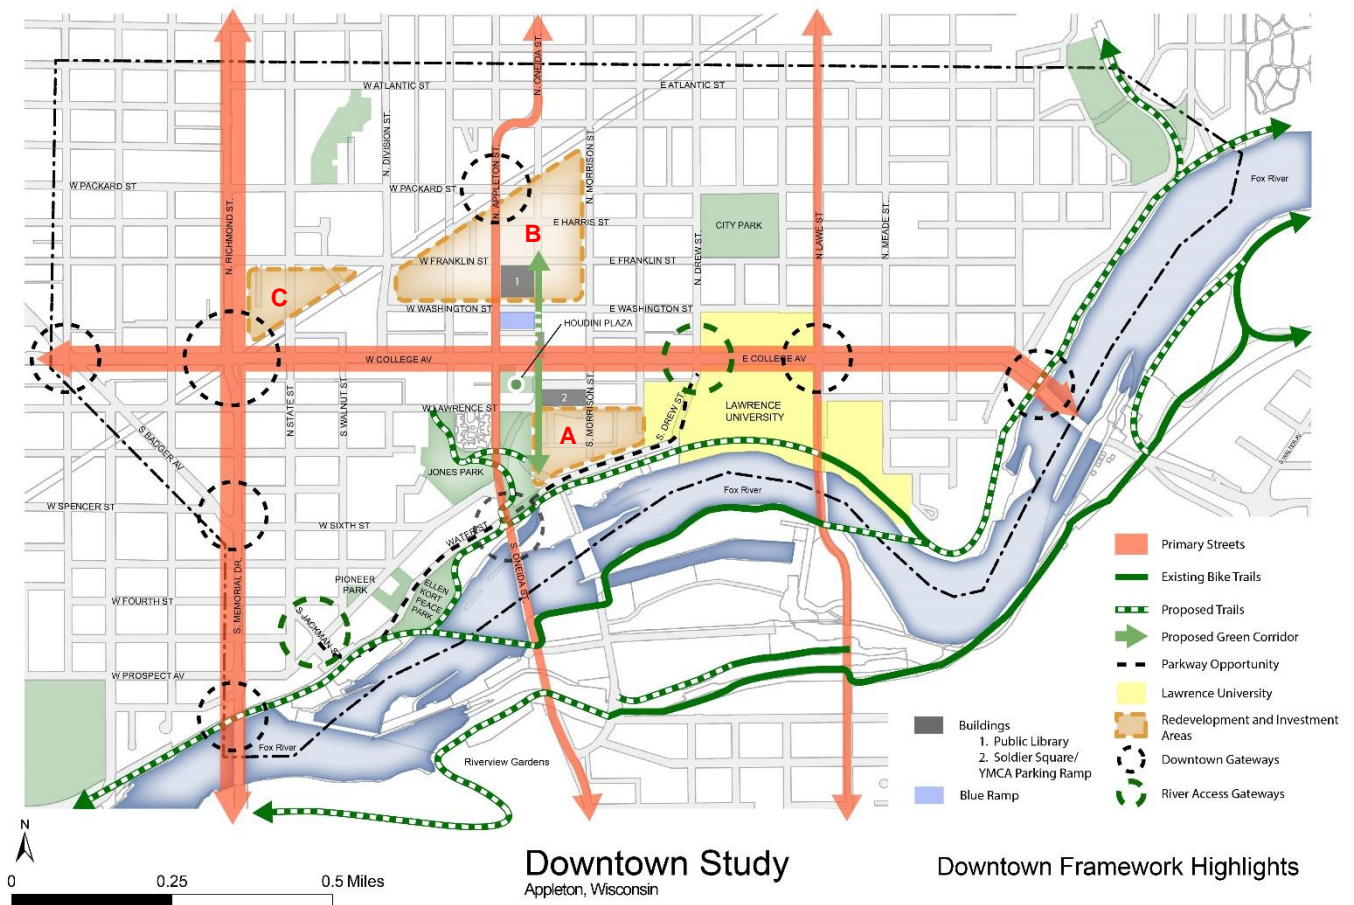 N. ONEIDA ST.
W ATLANTIC ST
E ATLANTIC ST
N. DIVISION ST.
N. MORRISON ST.
N. APPLETON ST.
W PACKARD ST
W PACKARD ST
Fox River
N. RICHMOND ST.
E HARRIS ST
CITY PARK
B
N. DREW ST.
N. LAWE ST
N. MEADE ST.
W FRANKLIN ST
E FRANKLIN ST
1
C
W WASHINGTON ST
E WASHINGTON ST
HOUDINI PLAZA
W COLLEGE AV
E COLLEGE AV
N STATE ST
S. WALNUT ST.
2
W LAWRENCE ST
S. MORRISON ST.
S. DREW ST.
LAWRENCE
UNIVERSITY
A
S. BADGER AV
JONES PARK
S WALTER AV
Fox River
W SPENCER ST
W SIXTH ST
WATER ST.
S. ONEIDA ST.
S. MEMORIAL DR.
PIONEER
PARK
ELLEN
KORT
PEACE
PARK
W FOURTH ST
S. JACKMAN ST.
W PROSPECT AV
Fox River
Riverview Gardens
Primary Streets
Existing Bike Trails
Proposed Trails
Proposed Green Corridor
Parkway Opportunity
Lawrence University
Redevelopment and Investment
Areas
Downtown Gateways
River Access Gateways
Buildings
1. Public Library
2. Soldier Square/
YMCA Parking Ramp
Blue Ramp
N
0 0.25 0.5 Miles
Downtown Study
Appleton, Wisconsin
Downtown Framework Highlights